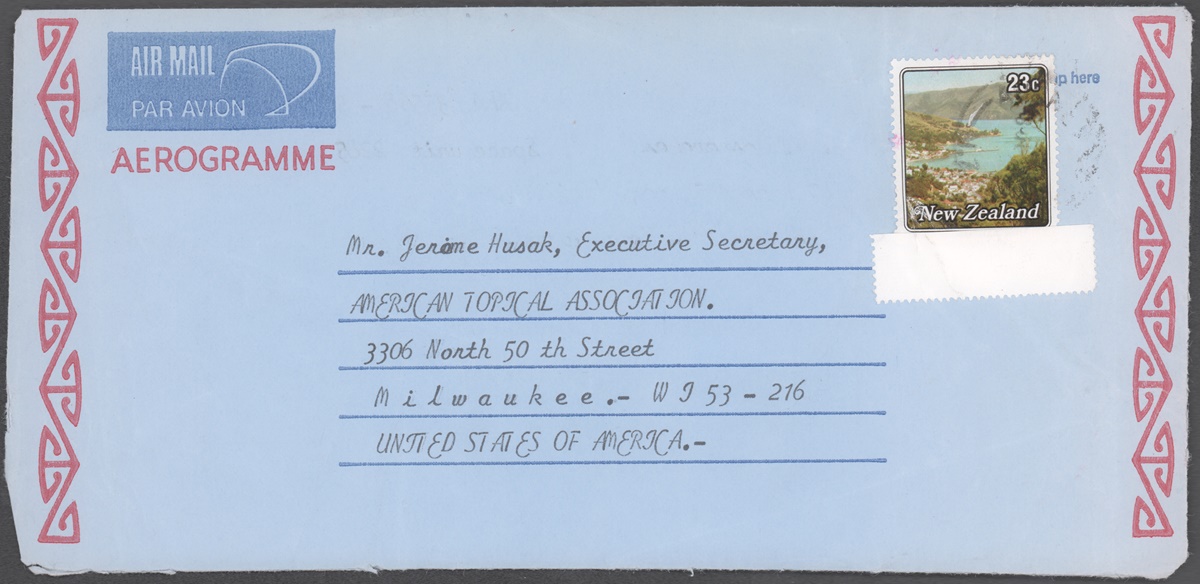 AIR MAIL
PAR AVION
AEROGRAMME
23c
p here
New Zealand
Mr. Jerome Husak, Executive Secretary,
AMERICAN TOPICAL ASSOCIATION.
3306 North 50 th Street
Milwaukee.- WI 53-216
UNITED STATES OF AMERICA.-